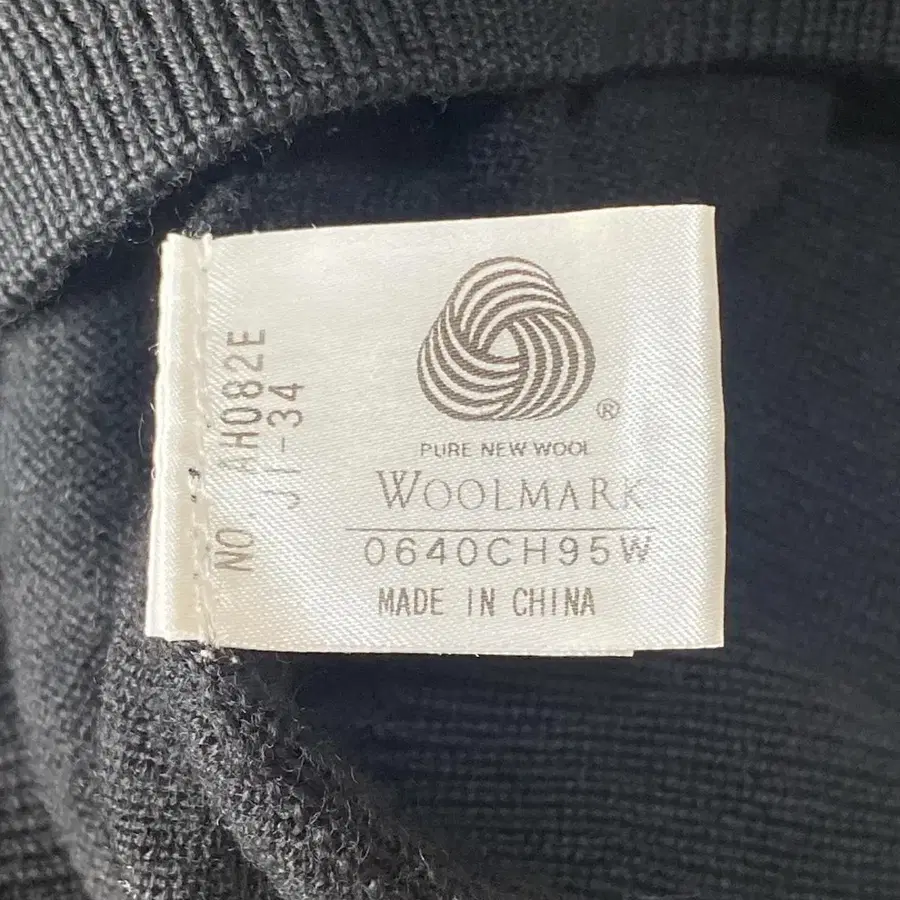 ®
PURE NEW WOOL
WOOLMARK
0640CH95W
MADE IN CHINA
NO. AH082E
JT-34